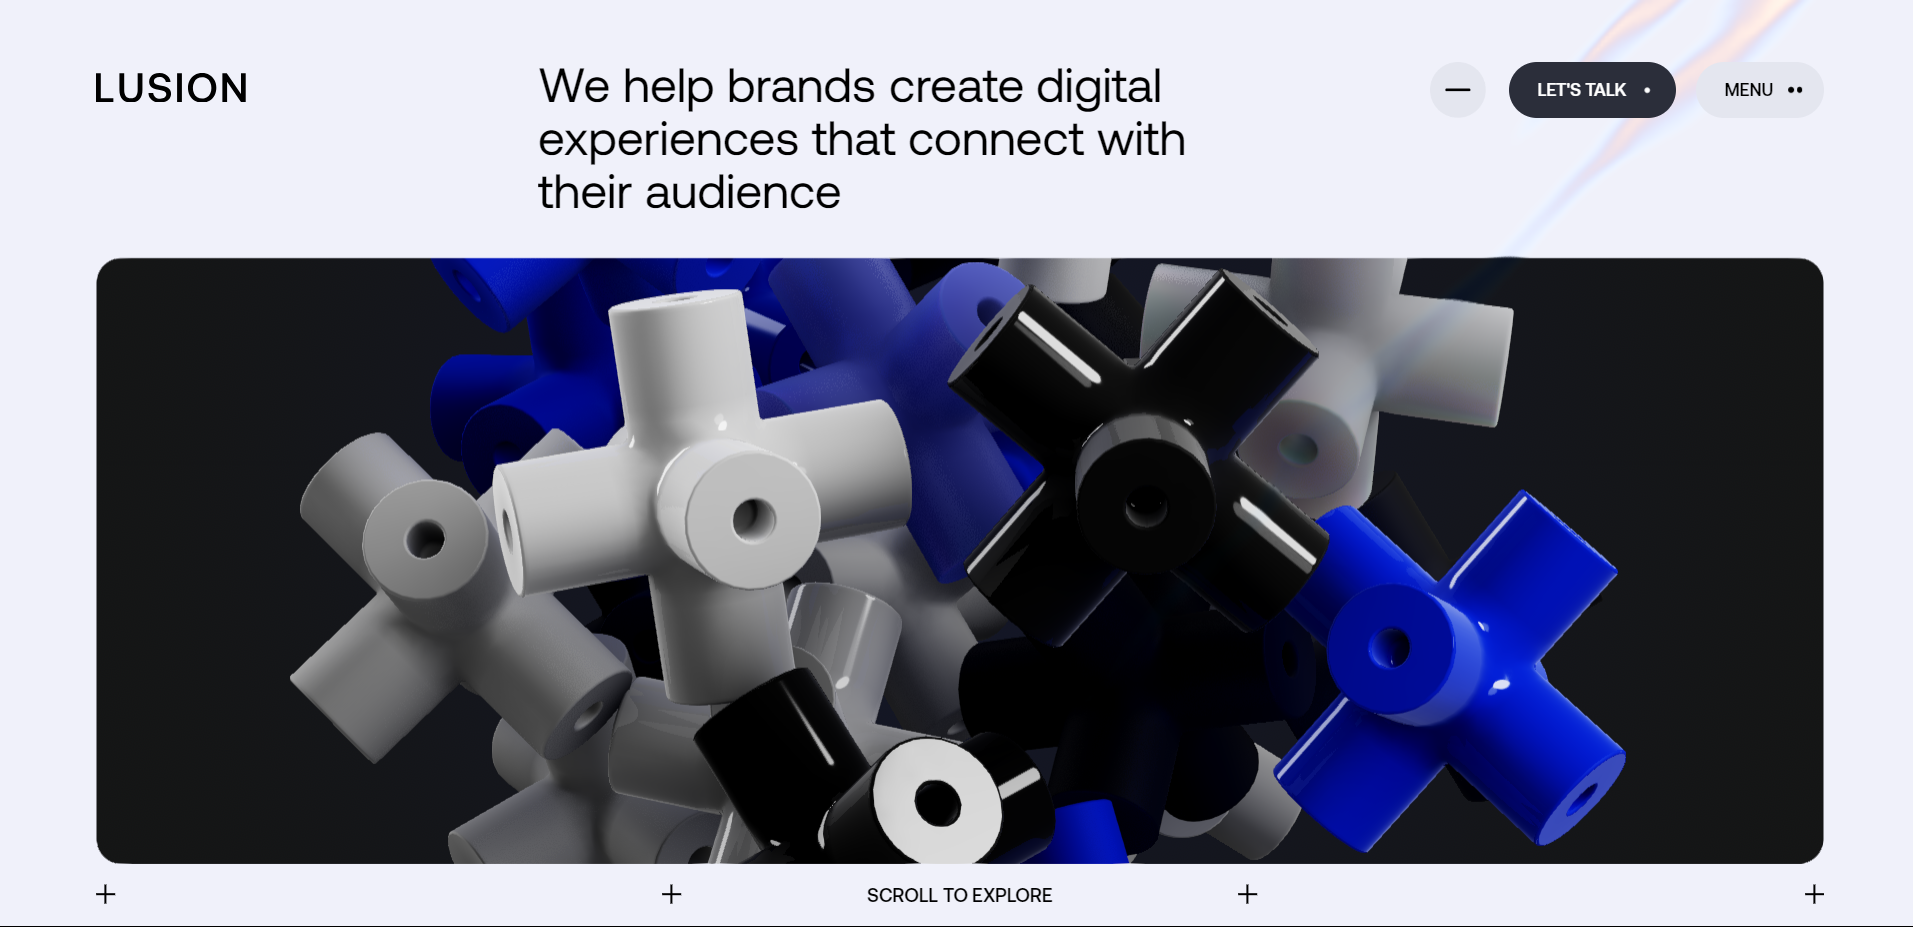 LUSION
We help brands create digital
experiences that connect with
their audience
LET'S TALK
MENU
SCROLL TO EXPLORE